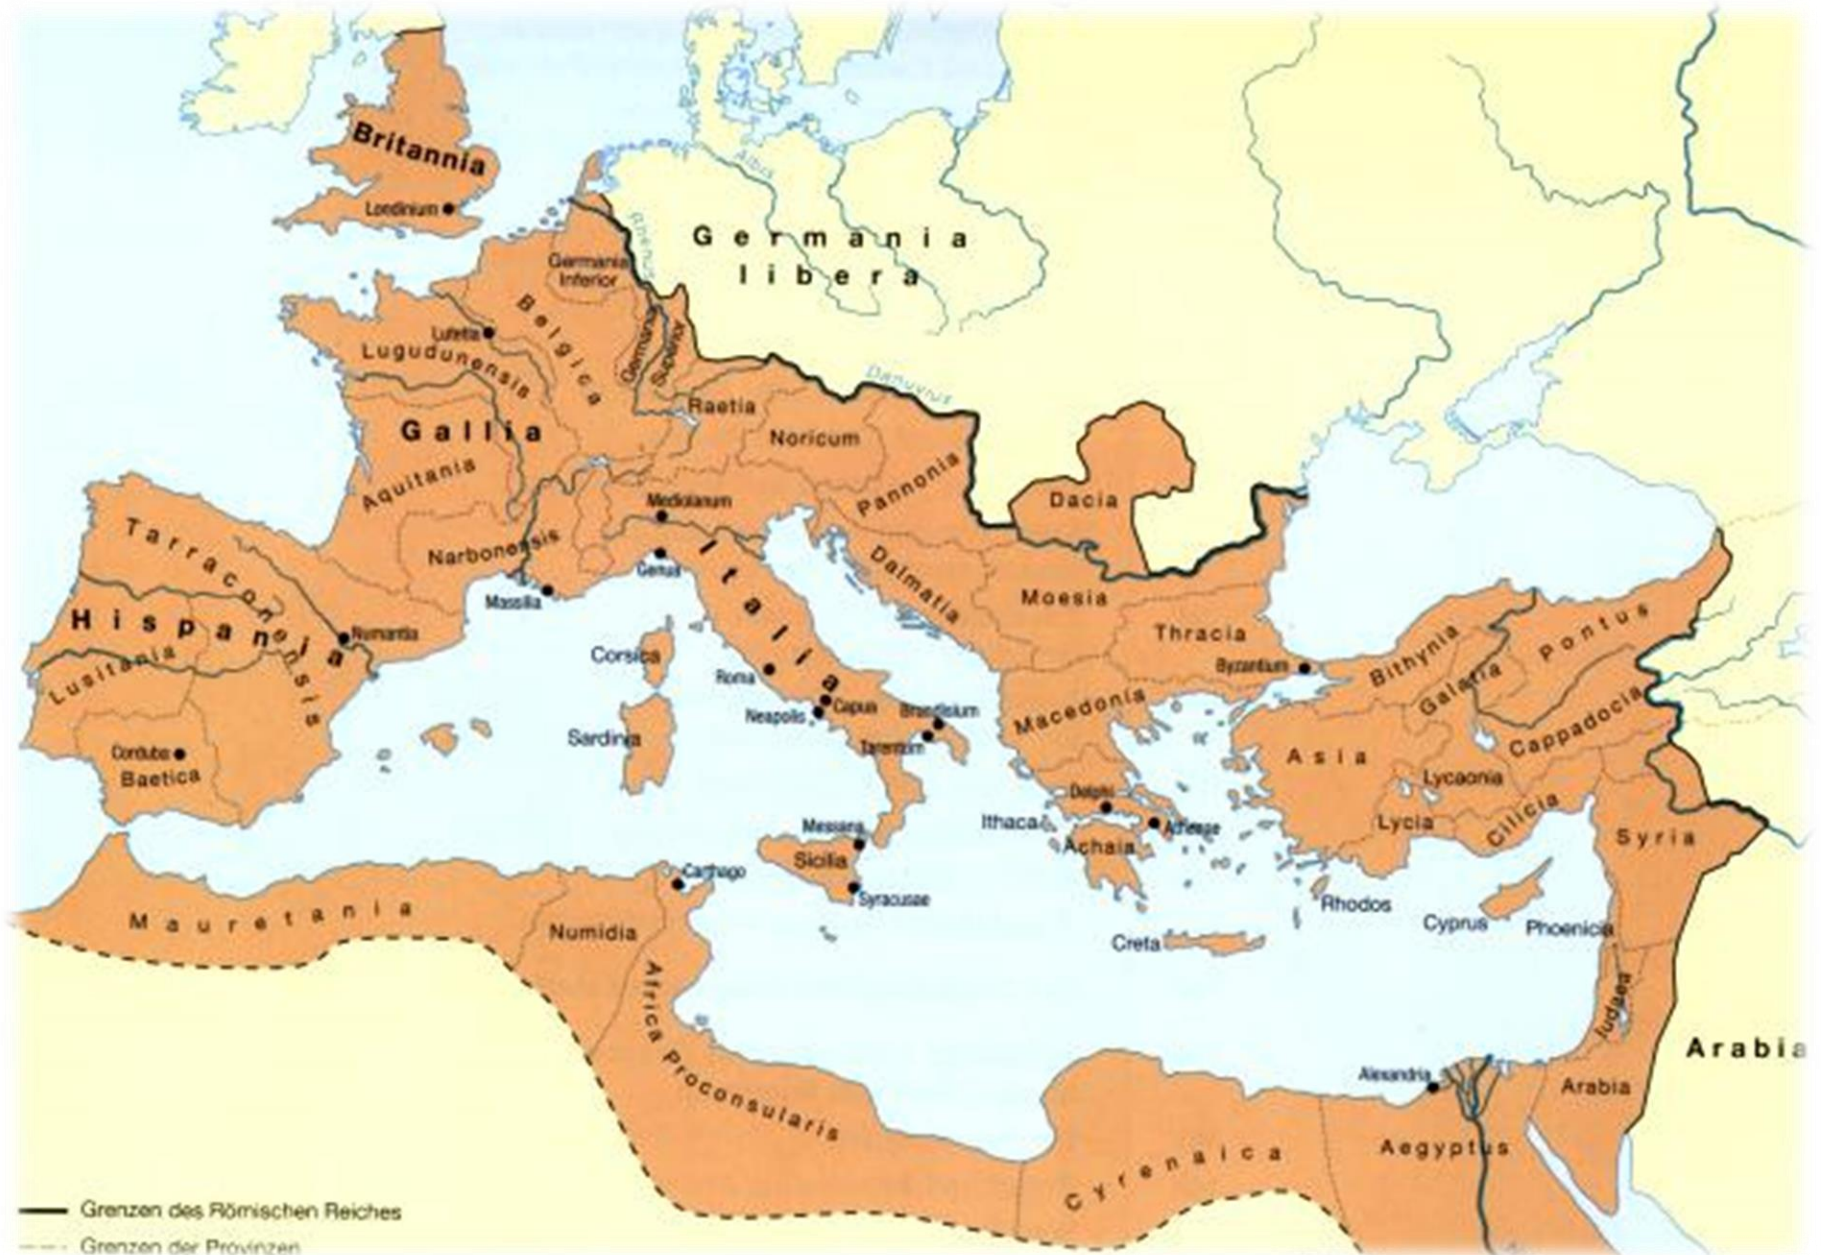 Britannia
Londinium
Albis
Rhenus
Germania
libera
Germania
Inferior
Belgica
Lutetia
Lugudunensis
Germania
Superior
Danuvius
Raetia
Gallia
Noricum
Aquitania
Pannonia
Dacia
Mediolanum
Tarraconensis
Narbonensis
Genua
Italia
Dalmatia
Massilia
Moesia
Hispania
Numantia
Thracia
Pontus
Corsica
Lusitania
Roma
Byzantium
Bithynia
Galatia
Capua
Neapolis
Brundisium
Macedonia
Cappadocia
Sardinia
Tarentum
Corduba
Baetica
Asia
Lycaonia
Delphi
Ithaca
Messana
Athenae
Lycia
Cilicia
Syria
Achaia
Sicilia
Carthago
Syracusae
Rhodos
Mauretania
Numidia
Cyprus
Phoenicia
Creta
Africa Proconsularis
Iudaea
Arabia
Alexandria
Arabia
Aegyptus
Cyrenaica
Grenzen des Römischen Reiches
Grenzen der Provinzen